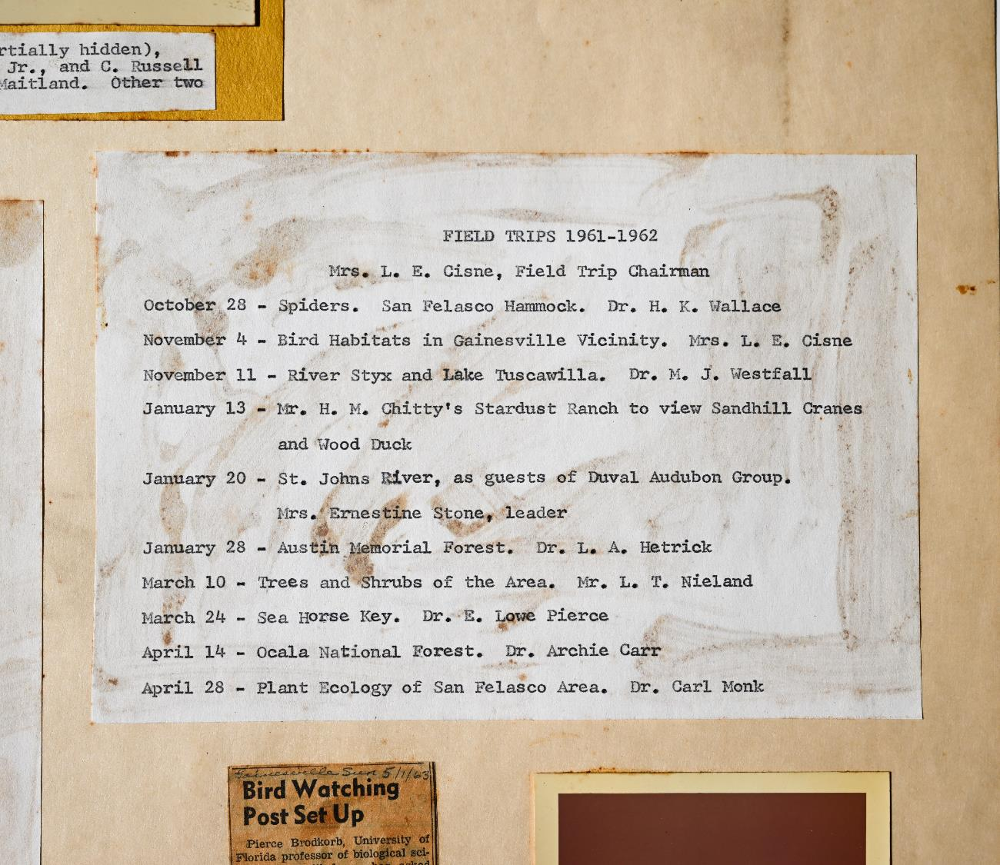 rtially hidden),
Jr., and C. Russell
Maitland. Other two
FIELD TRIPS 1961-1962
Mrs. L. E. Cisne, Field Trip Chairman
October 28 - Spiders. San Felasco Hammock. Dr. H. K. Wallace
November 4 - Bird Habitats in Gainesville Vicinity. Mrs. L. E. Cisne
November 11 - River Styx and Lake Tuscawilla. Dr. M. J. Westfall
January 13 - Mr. H. M. Chitty's Stardust Ranch to view Sandhill Cranes
and Wood Duck
January 20 - St. Johns River, as guests of Duval Audubon Group.
Mrs. Ernestine Stone, leader
January 28 - Austin Memorial Forest. Dr. L. A. Hetrick
March 10 - Trees and Shrubs of the Area. Mr. L. T. Nieland
March 24 - Sea Horse Key. Dr. E. Lowe Pierce
April 14 - Ocala National Forest. Dr. Archie Carr
April 28 - Plant Ecology of San Felasco Area. Dr. Carl Monk
Gainesville Sun 5/1/63
Bird Watching
Post Set Up
Pierce Brodkorb, University of
Florida professor of biological sci-